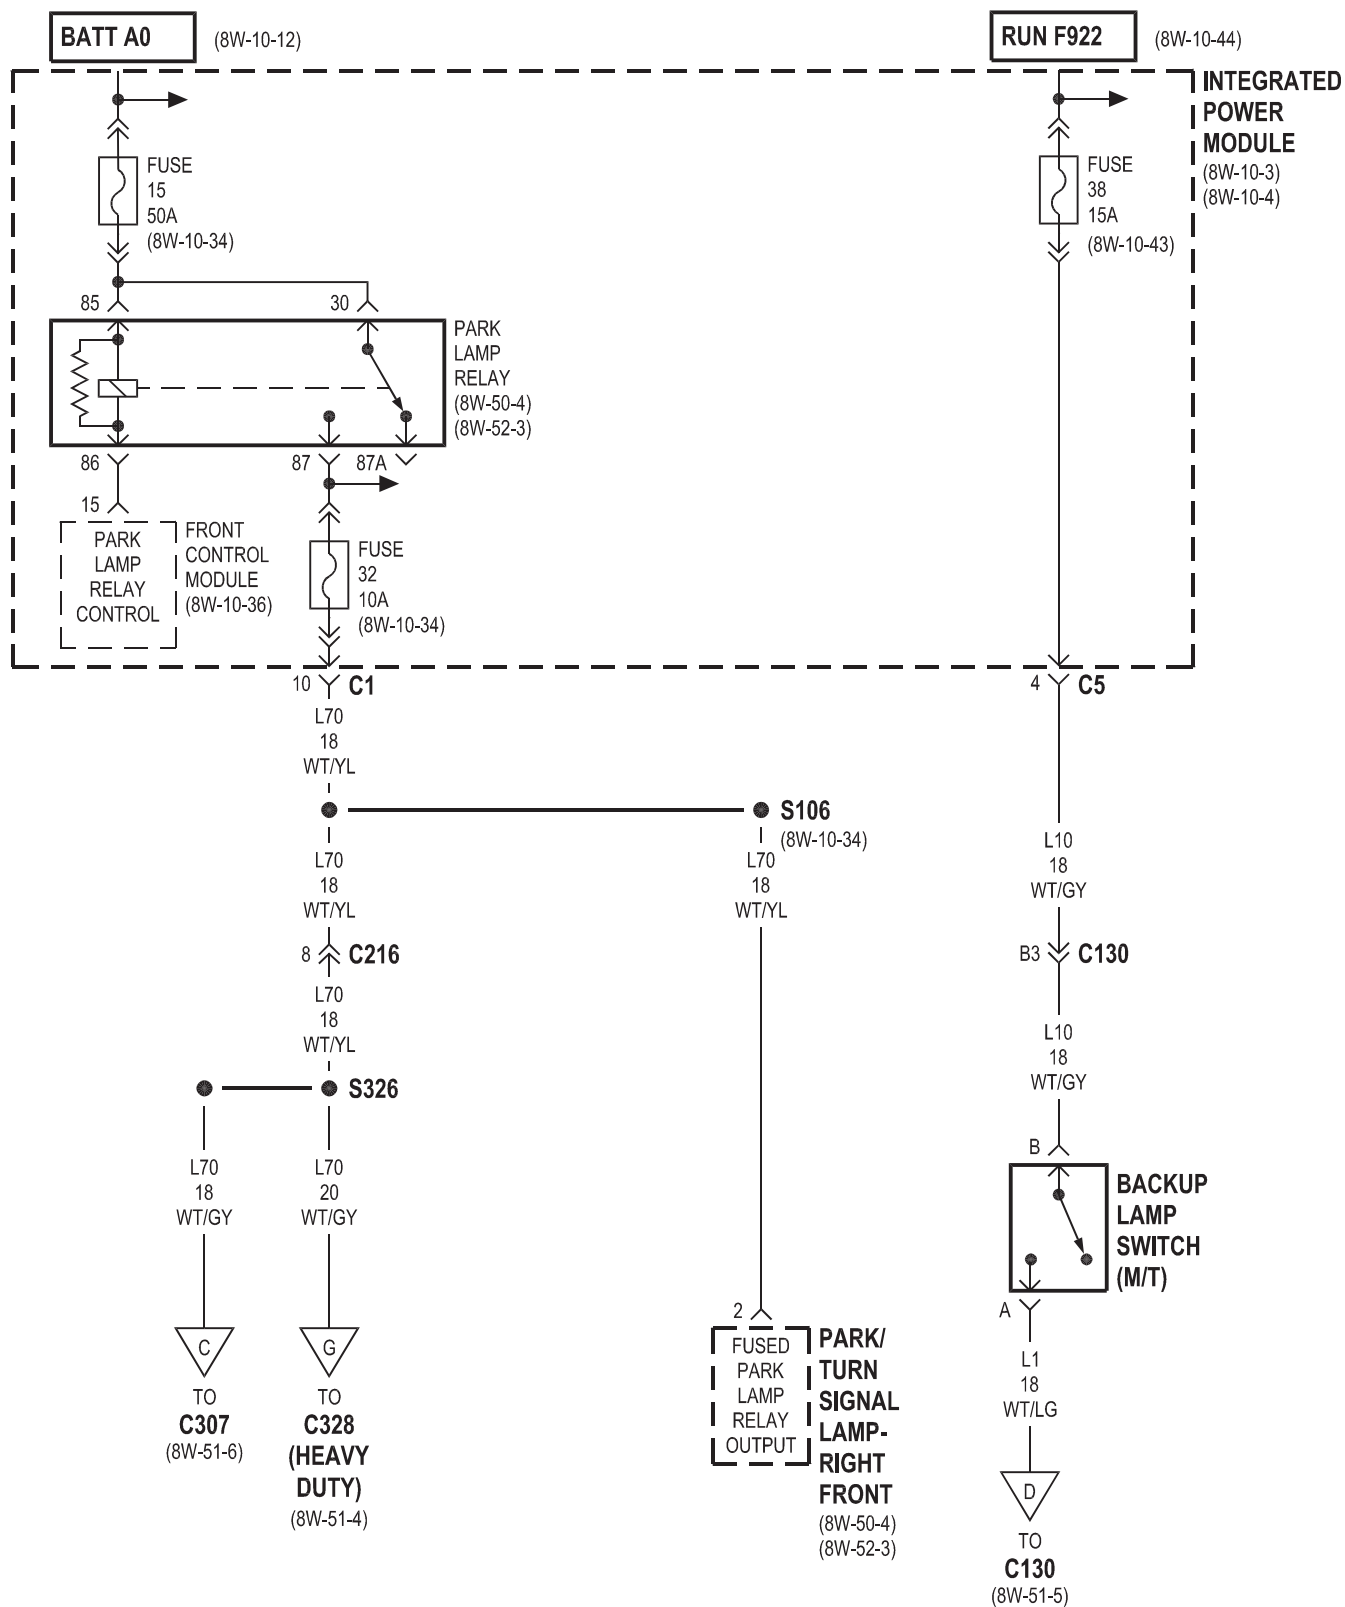 BATT A0
(8W-10-12)
RUN F922
(8W-10-44)
INTEGRATED
POWER
MODULE
(8W-10-3)
(8W-10-4)
FUSE
15
50A
(8W-10-34)
FUSE
38
15A
(8W-10-43)
85
30
PARK
LAMP
RELAY
(8W-50-4)
(8W-52-3)
86
87
87A
15
PARK
LAMP
RELAY
CONTROL
FRONT
CONTROL
MODULE
(8W-10-36)
FUSE
32
10A
(8W-10-34)
10
C1
4
C5
L70
18
WT/YL
S106
(8W-10-34)
L70
18
WT/YL
L70
18
WT/YL
L10
18
WT/GY
8
C216
B3
C130
L70
18
WT/YL
L10
18
WT/GY
S326
L70
18
WT/GY
L70
20
WT/GY
B
BACKUP
LAMP
SWITCH
(M/T)
A
2
FUSED
PARK
LAMP
RELAY
OUTPUT
PARK/
TURN
SIGNAL
LAMP-
RIGHT
FRONT
(8W-50-4)
(8W-52-3)
L1
18
WT/LG
C
TO
C307
(8W-51-6)
G
TO
C328
(HEAVY
DUTY)
(8W-51-4)
D
TO
C130
(8W-51-5)